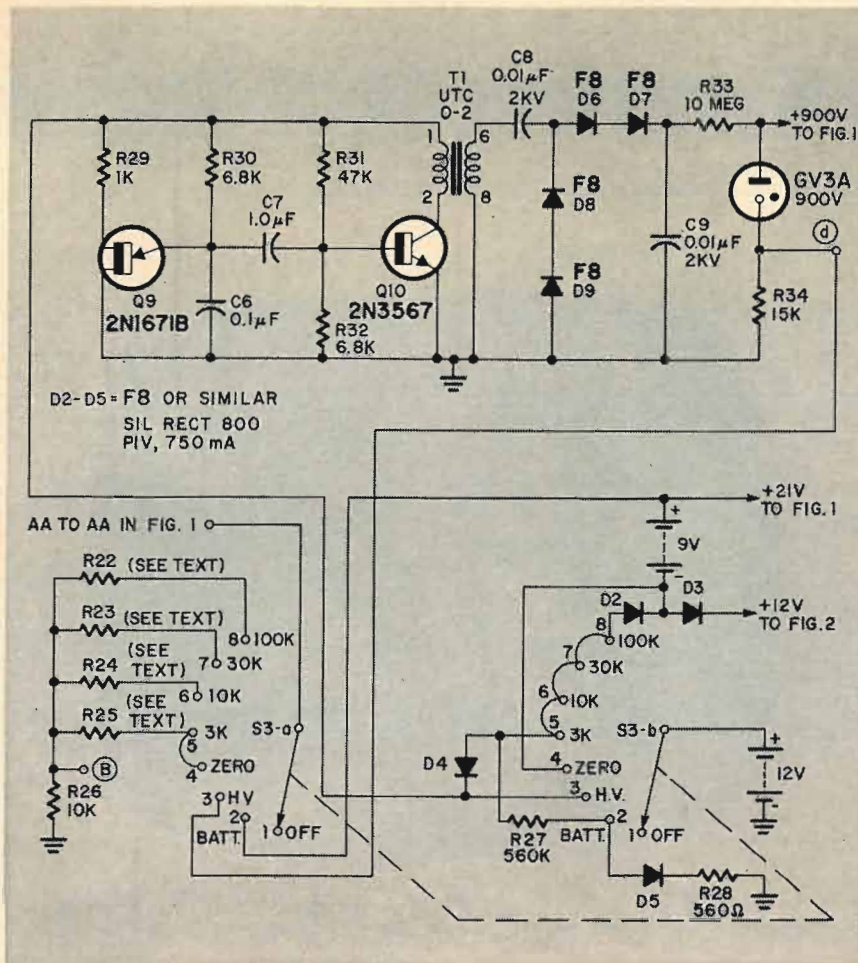 T1
UTC
0-2
C8
0.01µF
2KV
F8
D6
F8
D7
R33
10 MEG
+900V
TO FIG.1
R29
1K
R30
6.8K
R31
47K
1
2
6
8
C7
1.0µF
F8
D8
F8
D9
GV3A
900V
d
C9
0.01µF
2KV
R34
15K
Q9
2N1671B
C6
0.1µF
R32
6.8K
Q10
2N3567
D2-D5 = F8 OR SIMILAR
SIL RECT 800
PIV, 750 mA
+21V
TO FIG. 1
AA TO AA IN FIG. 1
+
9V
-
R22
(SEE TEXT)
D2
D3
+12V
TO FIG. 2
R23
(SEE TEXT)
8
100K
8
100K
R24
(SEE
TEXT)
7
30K
7
30K
R25
(SEE
TEXT)
6
10K
6
10K
5
3K
S3-a
5
3K
S3-b
+
B
4
ZERO
D4
4
ZERO
12V
R26
10K
3
HV
3
H.V.
-
2
BATT.
1
OFF
R27
560K
2
BATT.
1
OFF
D5
R28
560Ω